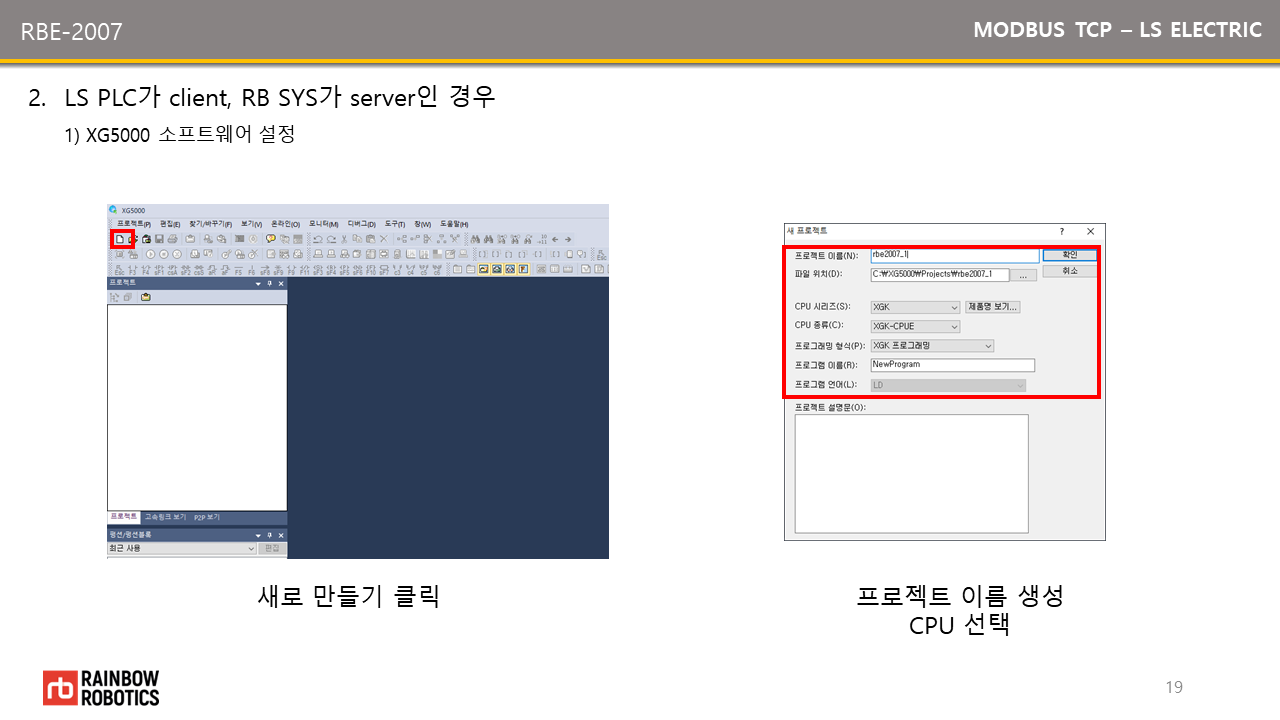 RBE-2007
MODBUS TCP – LS ELECTRIC
2. LS PLC가 client, RB SYS가 server인 경우
1) XG5000 소프트웨어 설정
XG5000
프로젝트(P) 편집(E) 찾기/바꾸기(F) 보기(V) 온라인(O) 모니터(M) 디버그(D) 도구(T) 창(W) 도움말(H)
프로젝트
프로젝트 고속링크 보기 P2P 보기
펑션/펑션블록
최근 사용 편집
새로 만들기 클릭
새 프로젝트
프로젝트 이름(N): rbe2007_1 확인
파일 위치(D): C:\XG5000\Projects\rbe2007_1 ... 취소
CPU 시리즈(S): XGK 제품명 보기...
CPU 종류(C): XGK-CPUE
프로그래밍 형식(P): XGK 프로그래밍
프로그램 이름(R): NewProgram
프로그램 언어(L): LD
프로젝트 설명문(O):
프로젝트 이름 생성
CPU 선택
RAINBOW
ROBOTICS
19